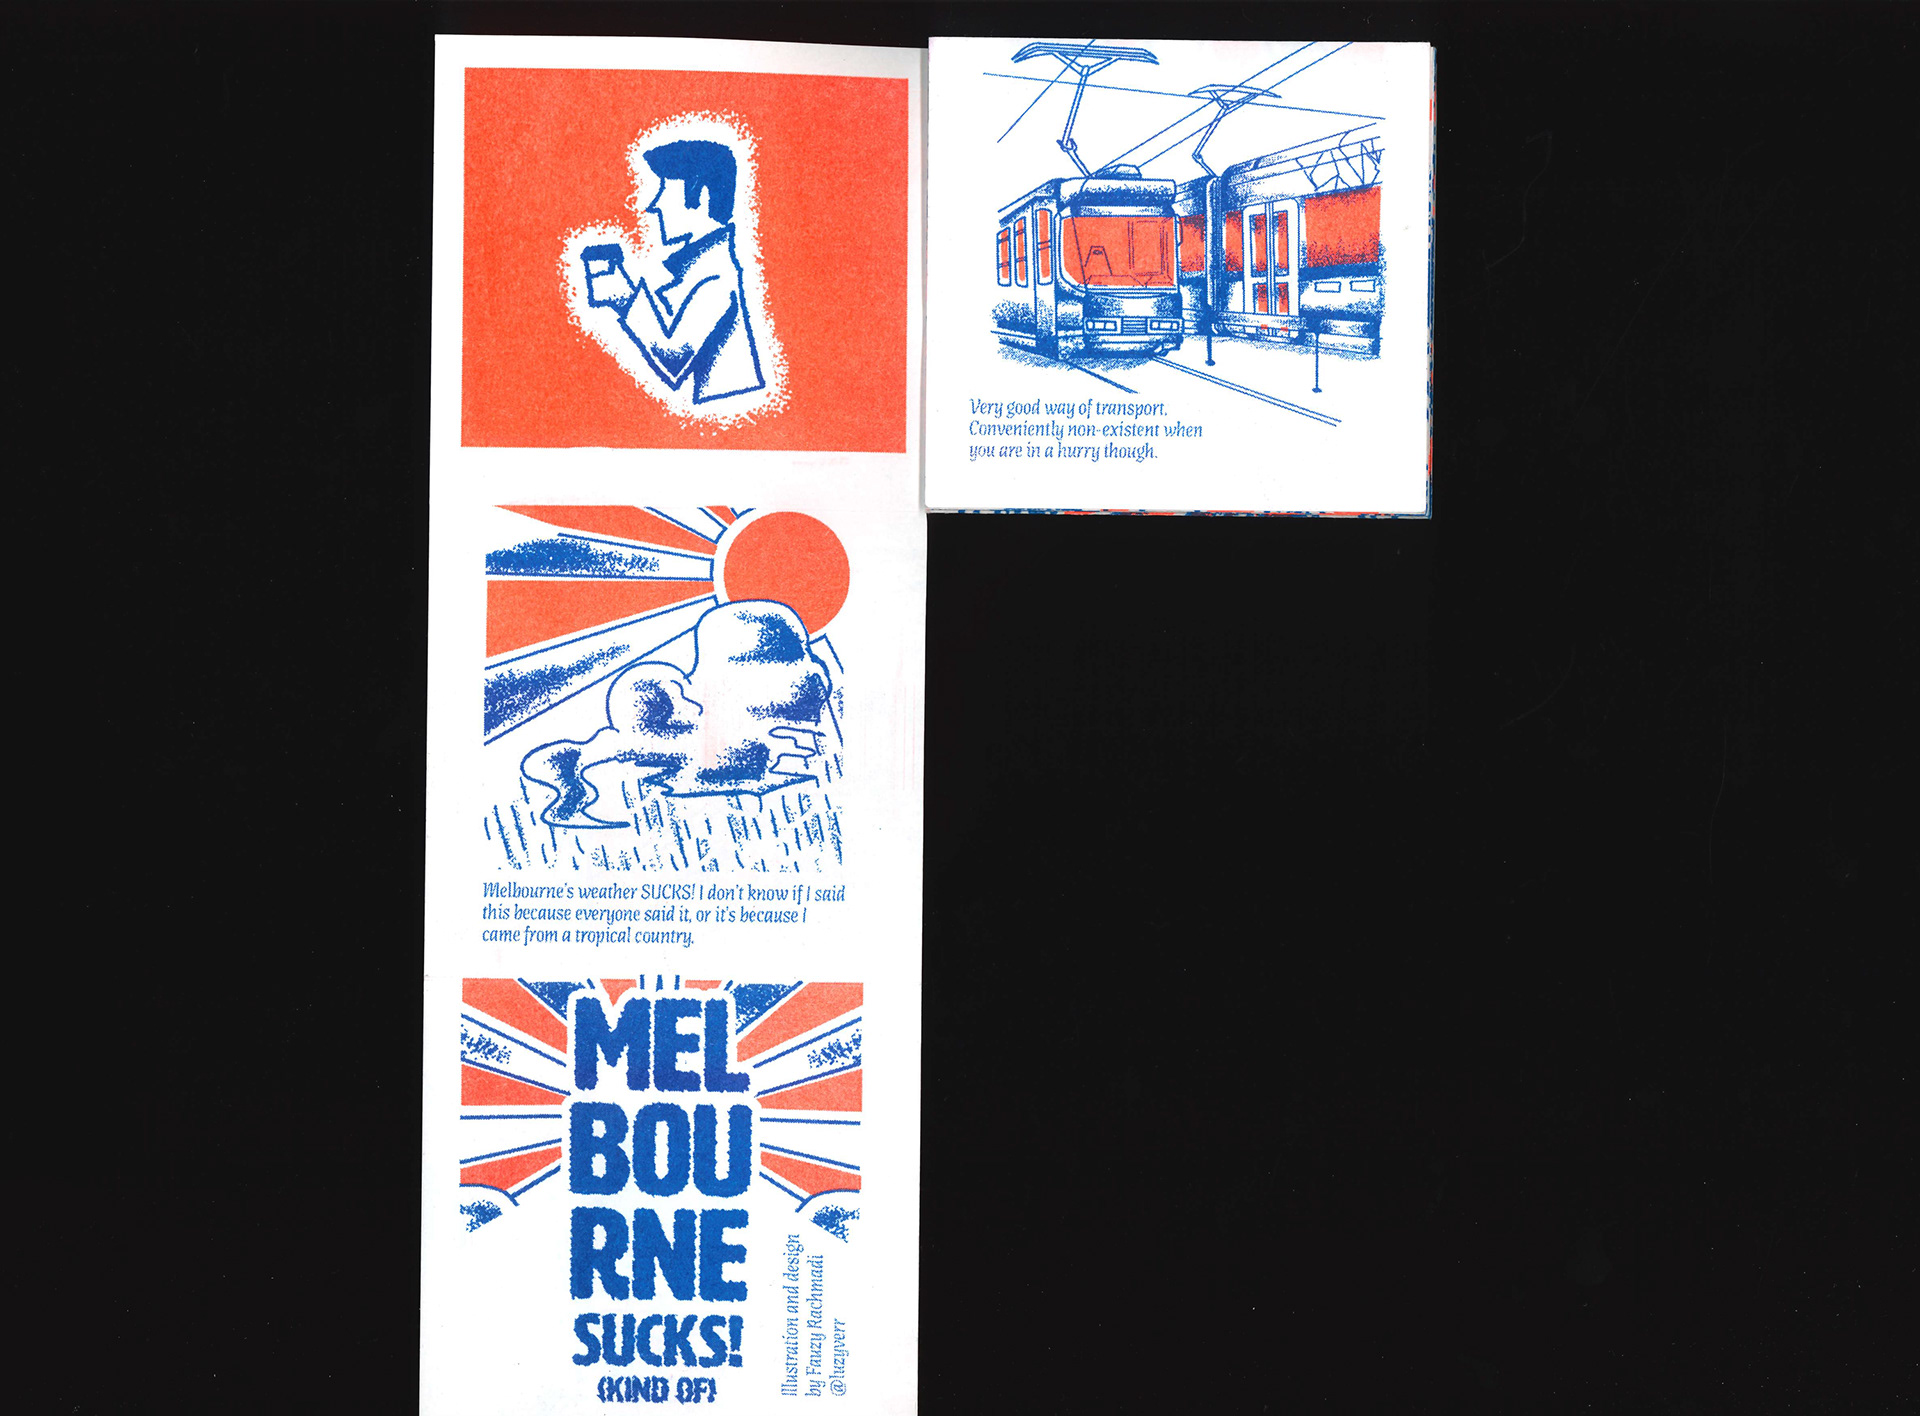 Very good way of transport.
Conveniently non-existent when
you are in a hurry though.
Melbourne's weather SUCKS! I don't know if I said
this because everyone said it, or it's because I
came from a tropical country.
MEL
BOU
RNE
SUCKS!
(KIND OF)
Illustration and design
by Fauzy Rachmadi
@luzyverr